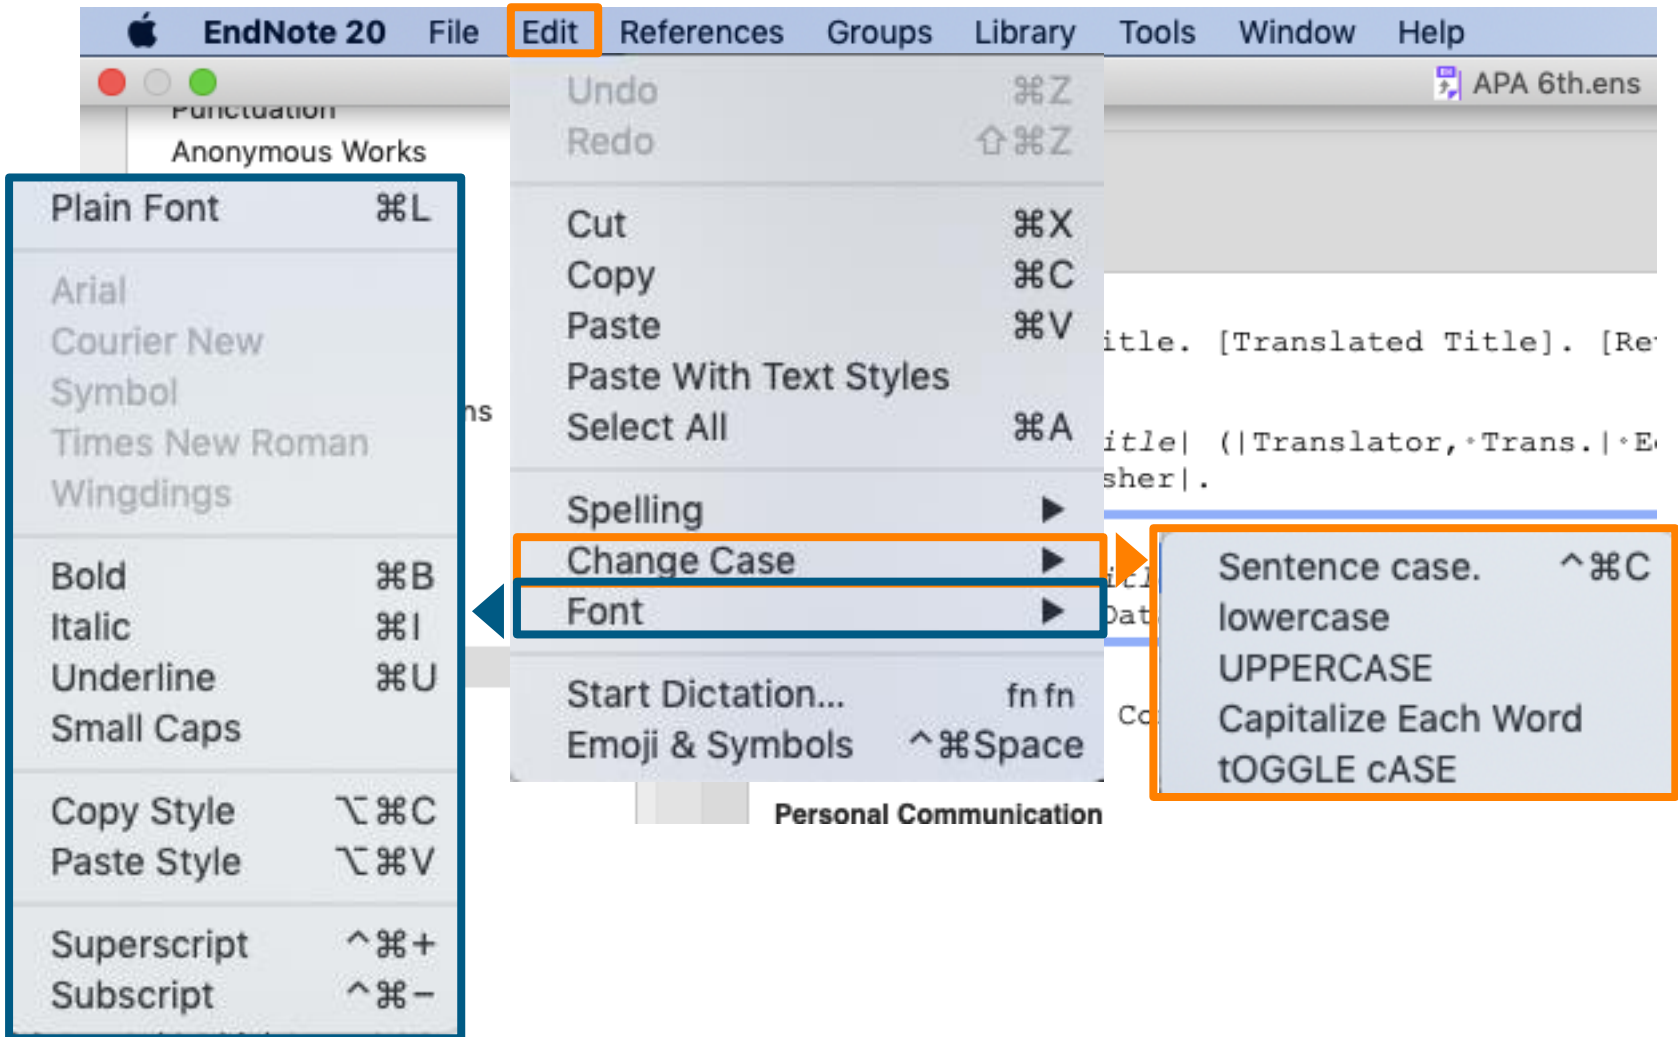 EndNote 20 File Edit References Groups Library Tools Window Help
APA 6th.ens
Punctuation
Anonymous Works
Plain Font ⌘L
Arial
Courier New
Symbol
Times New Roman
Wingdings
Bold ⌘B
Italic ⌘I
Underline ⌘U
Small Caps
Copy Style ⌥⌘C
Paste Style ⌥⌘V
Superscript ^⌘+
Subscript ^⌘−
ns
Undo ⌘Z
Redo ⇧⌘Z
Cut ⌘X
Copy ⌘C
Paste ⌘V
Paste With Text Styles
Select All ⌘A
Spelling ▶
Change Case ▶
Font ▶
Start Dictation... fn fn
Emoji & Symbols ^⌘Space
itle. [Translated Title]. [Re
itle| (|Translator,·Trans.|·E
sher|.
Dat
Co
Sentence case. ^⌘C
lowercase
UPPERCASE
Capitalize Each Word
tOGGLE cASE
Personal Communication